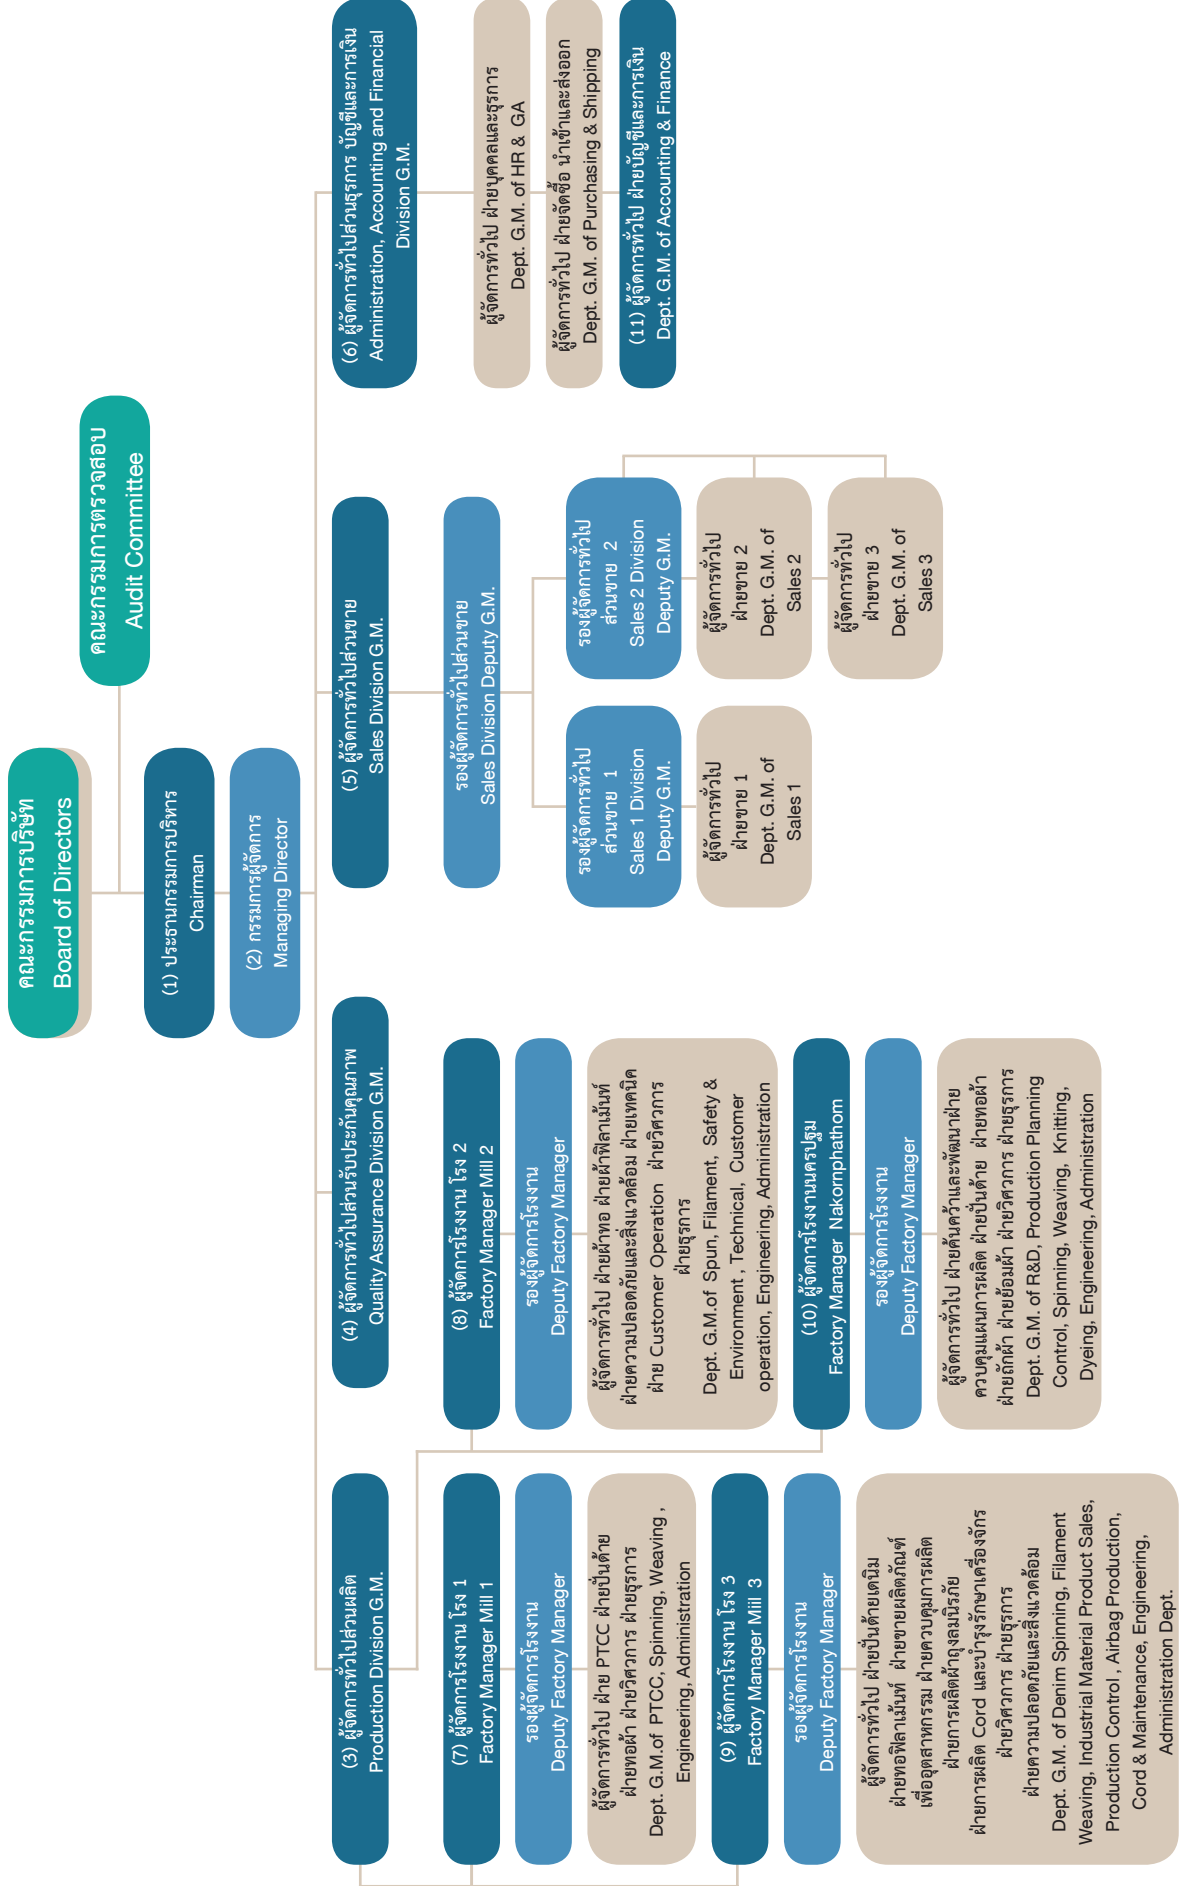 คณะกรรมการบริษัท
Board of Directors
คณะกรรมการตรวจสอบ
Audit Committee
(1) ประธานกรรมการบริหาร
Chairman
(2) กรรมการผู้จัดการ
Managing Director
(3) ผู้จัดการทั่วไปส่วนผลิต
Production Division G.M.
(4) ผู้จัดการทั่วไปส่วนรับประกันคุณภาพ
Quality Assurance Division G.M.
(5) ผู้จัดการทั่วไปส่วนขาย
Sales Division G.M.
(6) ผู้จัดการทั่วไปส่วนธุรการ บัญชีและการเงิน
Administration, Accounting and Financial
Division G.M.
(7) ผู้จัดการโรงงาน โรง 1
Factory Manager Mill 1
รองผู้จัดการโรงงาน
Deputy Factory Manager
ผู้จัดการทั่วไป ฝ่าย PTCC ฝ่ายปั่นด้าย
ฝ่ายทอผ้า ฝ่ายวิศวการ ฝ่ายธุรการ
Dept. G.M.of PTCC, Spinning, Weaving ,
Engineering, Administration
(9) ผู้จัดการโรงงาน โรง 3
Factory Manager Mill 3
รองผู้จัดการโรงงาน
Deputy Factory Manager
ผู้จัดการทั่วไป ฝ่ายปั่นด้ายเดนิม
ฝ่ายทอฟิลาเม้นท์ ฝ่ายขายผลิตภัณฑ์
เพื่ออุตสาหกรรม ฝ่ายควบคุมการผลิต
ฝ่ายการผลิตผ้าถุงลมนิรภัย
ฝ่ายการผลิต Cord และบำรุงรักษาเครื่องจักร
ฝ่ายวิศวการ ฝ่ายธุรการ
ฝ่ายความปลอดภัยและสิ่งแวดล้อม
Dept. G.M. of Denim Spinning, Filament
Weaving, Industrial Material Product Sales,
Production Control , Airbag Production,
Cord & Maintenance, Engineering,
Administration Dept.
(8) ผู้จัดการโรงงาน โรง 2
Factory Manager Mill 2
รองผู้จัดการโรงงาน
Deputy Factory Manager
ผู้จัดการทั่วไป ฝ่ายผ้าทอ ฝ่ายผ้าฟิลาเม้นท์
ฝ่ายความปลอดภัยและสิ่งแวดล้อม ฝ่ายเทคนิค
ฝ่าย Customer Operation ฝ่ายวิศวการ
ฝ่ายธุรการ
Dept. G.M.of Spun, Filament, Safety &
Environment , Technical, Customer
operation, Engineering, Administration
(10) ผู้จัดการโรงงานนครปฐม
Factory Manager Nakornphathom
รองผู้จัดการโรงงาน
Deputy Factory Manager
ผู้จัดการทั่วไป ฝ่ายค้นคว้าและพัฒนาฝ่าย
ควบคุมแผนการผลิต ฝ่ายปั่นด้าย ฝ่ายทอผ้า
ฝ่ายถักผ้า ฝ่ายย้อมผ้า ฝ่ายวิศวการ ฝ่ายธุรการ
Dept G.M. of R&D, Production Planning
Control, Spinning, Weaving, Knitting,
Dyeing, Engineering, Administration
รองผู้จัดการทั่วไปส่วนขาย
Sales Division Deputy G.M.
รองผู้จัดการทั่วไป
ส่วนขาย 1
Sales 1 Division
Deputy G.M.
ผู้จัดการทั่วไป
ฝ่ายขาย 1
Dept. G.M. of
Sales 1
รองผู้จัดการทั่วไป
ส่วนขาย 2
Sales 2 Division
Deputy G.M.
ผู้จัดการทั่วไป
ฝ่ายขาย 2
Dept. G.M. of
Sales 2
ผู้จัดการทั่วไป
ฝ่ายขาย 3
Dept. G.M. of
Sales 3
ผู้จัดการทั่วไป ฝ่ายบุคคลและธุรการ
Dept. G.M. of HR & GA
ผู้จัดการทั่วไป ฝ่ายจัดซื้อ นำเข้าและส่งออก
Dept. G.M. of Purchasing & Shipping
(11) ผู้จัดการทั่วไป ฝ่ายบัญชีและการเงิน
Dept. G.M. of Accounting & Finance